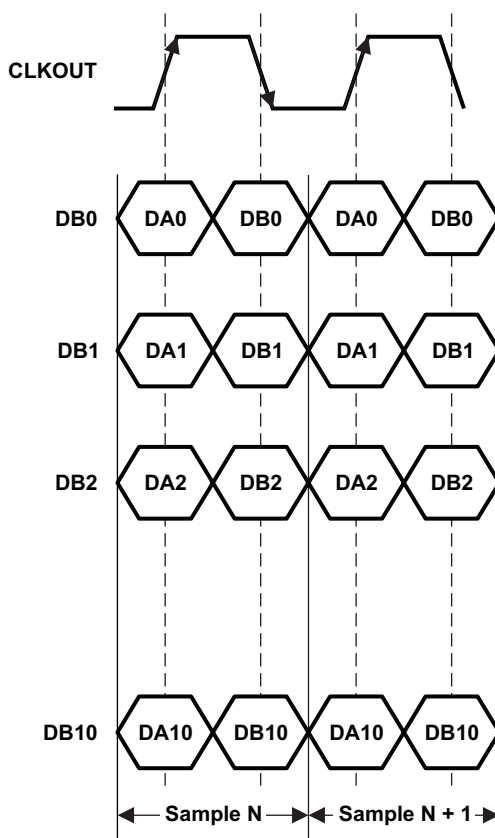 CLKOUT
DB0 DA0 DB0 DA0 DB0
DB1 DA1 DB1 DA1 DB1
DB2 DA2 DB2 DA2 DB2
DB10 DA10 DB10 DA10 DB10
Sample N Sample N + 1